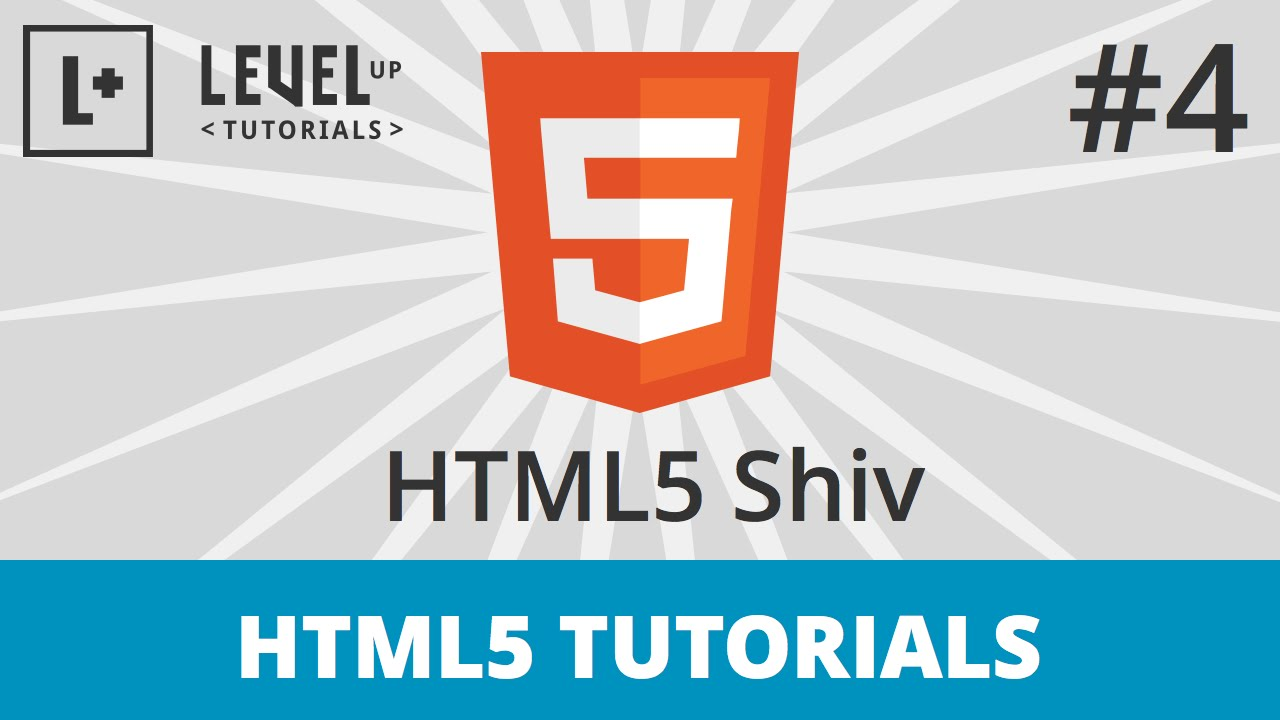 L+
LEVEL UP
<TUTORIALS>
#4
5
HTML5 Shiv
HTML5 TUTORIALS